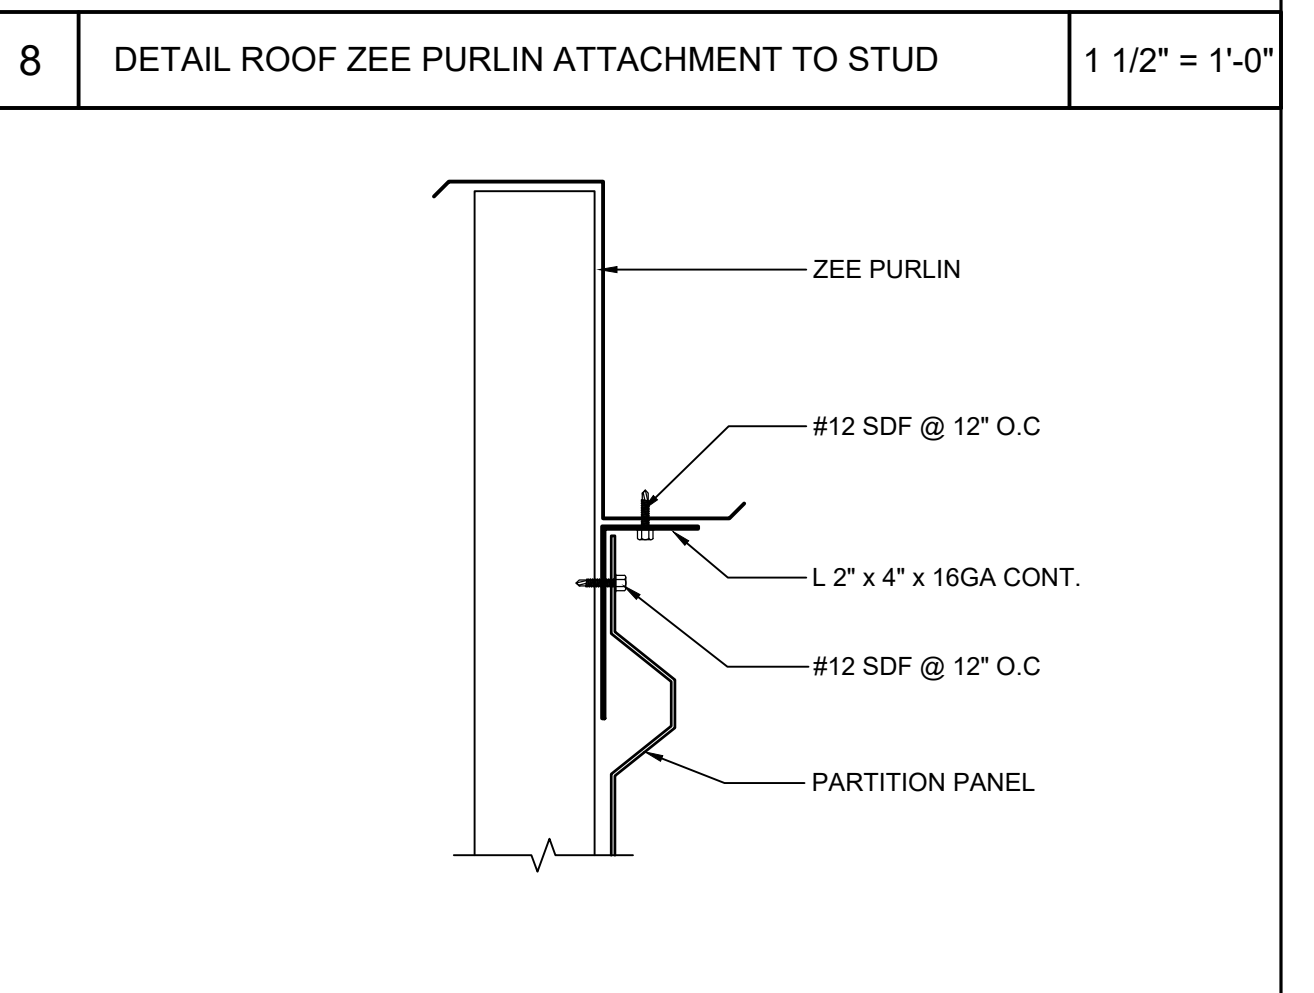 8 DETAIL ROOF ZEE PURLIN ATTACHMENT TO STUD 1 1/2" = 1'-0"
ZEE PURLIN
#12 SDF @ 12" O.C
L 2" x 4" x 16GA CONT.
#12 SDF @ 12" O.C
PARTITION PANEL